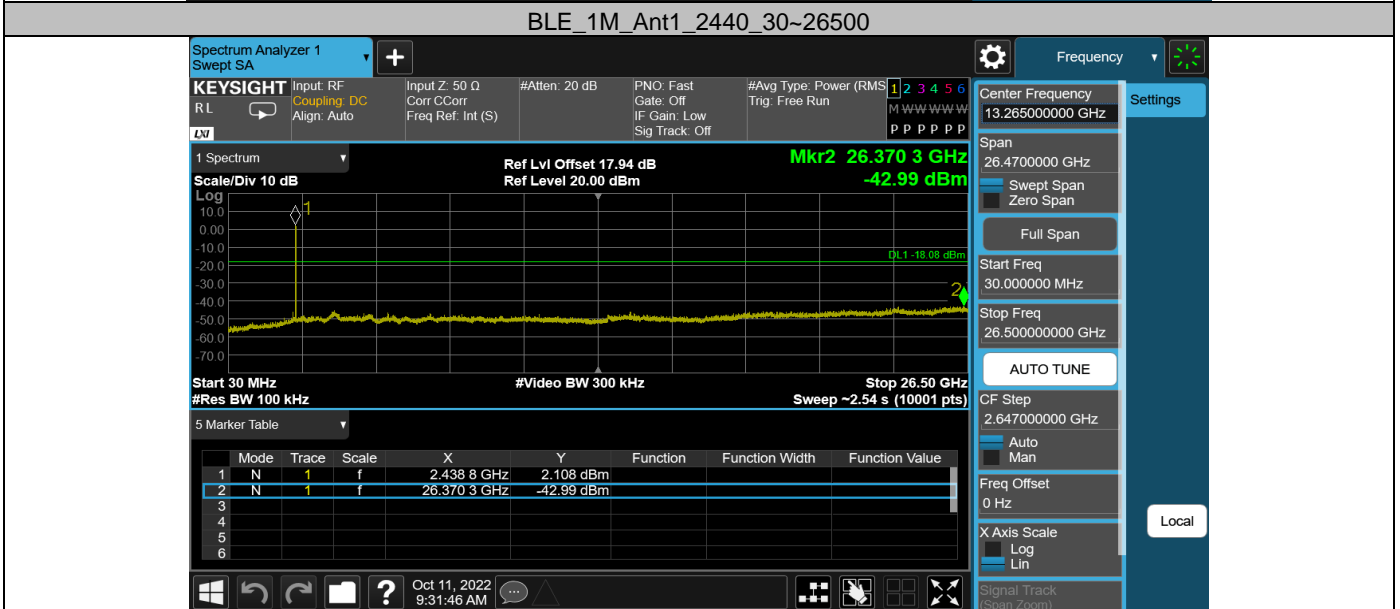 BLE_1M_Ant1_2440_30~26500
Spectrum Analyzer 1
Swept SA
+
Frequency
KEYSIGHT
RL
LXI
Input: RF
Coupling: DC
Align: Auto
Input Z: 50 Ω
Corr CCorr
Freq Ref: Int (S)
#Atten: 20 dB
PNO: Fast
Gate: Off
IF Gain: Low
Sig Track: Off
#Avg Type: Power (RMS
Trig: Free Run
1 2 3 4 5 6
M W W W W W
P P P P P P
1 Spectrum
Scale/Div 10 dB
Ref Lvl Offset 17.94 dB
Ref Level 20.00 dBm
Mkr2 26.370 3 GHz
-42.99 dBm
Log
10.0
0.00
-10.0
-20.0
-30.0
-40.0
-50.0
-60.0
-70.0
1
DL1 -18.08 dBm
2
Start 30 MHz
#Video BW 300 kHz
Stop 26.50 GHz
#Res BW 100 kHz
Sweep ~2.54 s (10001 pts)
5 Marker Table
Mode Trace Scale X Y Function Function Width Function Value
1 N 1 f 2.438 8 GHz 2.108 dBm
2 N 1 f 26.370 3 GHz -42.99 dBm
3
4
5
6
Center Frequency
13.265000000 GHz
Settings
Span
26.4700000 GHz
Swept Span
Zero Span
Full Span
Start Freq
30.000000 MHz
Stop Freq
26.500000000 GHz
AUTO TUNE
CF Step
2.647000000 GHz
Auto
Man
Freq Offset
0 Hz
Local
X Axis Scale
Log
Lin
Signal Track
(Span Zoom)
?
Oct 11, 2022
9:31:46 AM